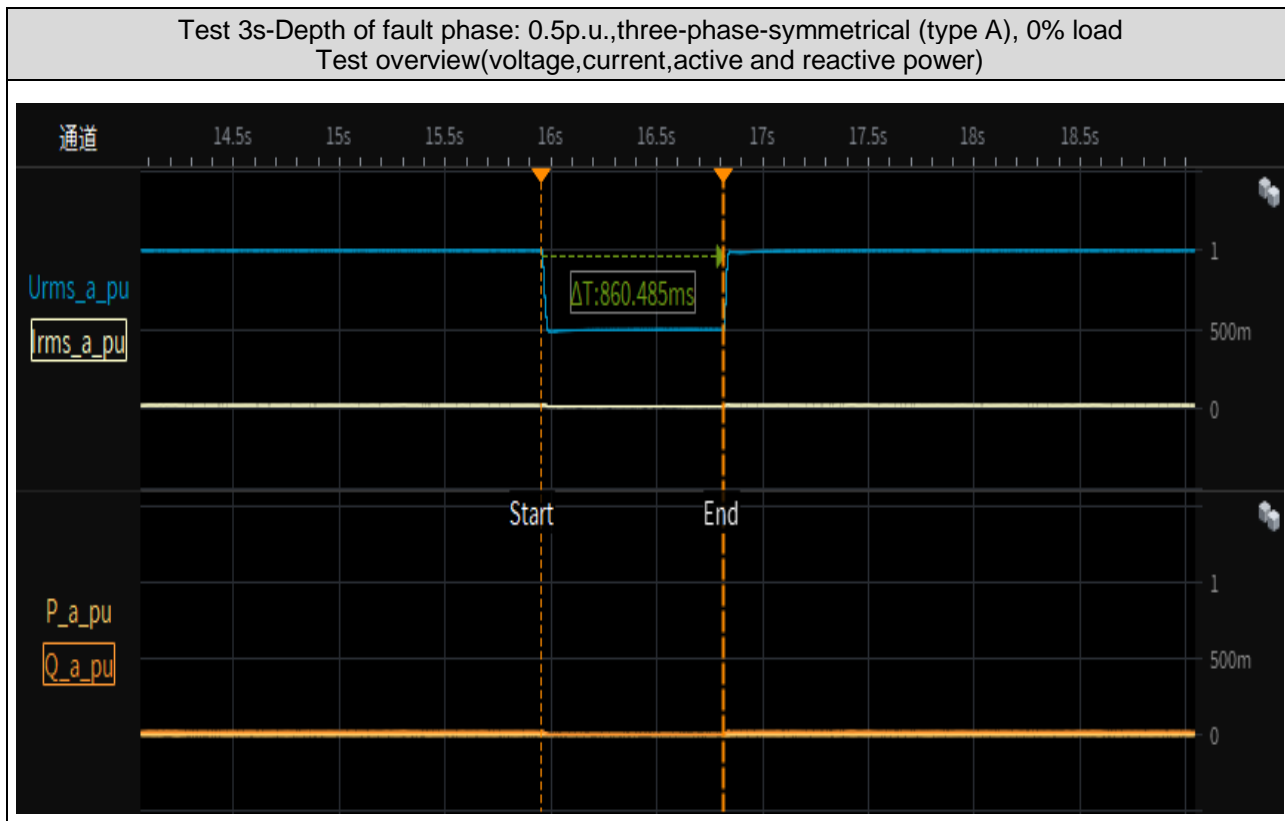 Test 3s-Depth of fault phase: 0.5p.u.,three-phase-symmetrical (type A), 0% load
Test overview(voltage,current,active and reactive power)
通道
14.5s 15s 15.5s 16s 16.5s 17s 17.5s 18s 18.5s
1
Urms_a_pu
ΔT:860.485ms
Irms_a_pu
500m
0
Start End
1
P_a_pu
Q_a_pu
500m
0